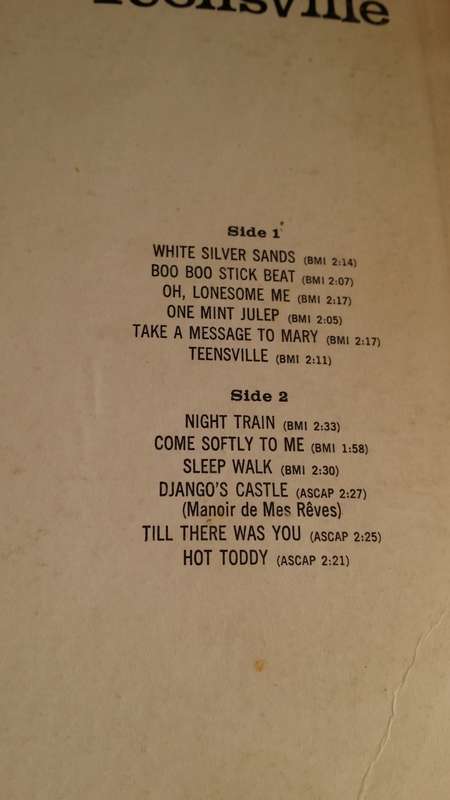 Teensville
Side 1
WHITE SILVER SANDS (BMI 2:14)
BOO BOO STICK BEAT (BMI 2:07)
OH, LONESOME ME (BMI 2:17)
ONE MINT JULEP (BMI 2:05)
TAKE A MESSAGE TO MARY (BMI 2:17)
TEENSVILLE (BMI 2:11)
Side 2
NIGHT TRAIN (BMI 2:33)
COME SOFTLY TO ME (BMI 1:58)
SLEEP WALK (BMI 2:30)
DJANGO'S CASTLE (ASCAP 2:27)
(Manoir de Mes Rêves)
TILL THERE WAS YOU (ASCAP 2:25)
HOT TODDY (ASCAP 2:21)